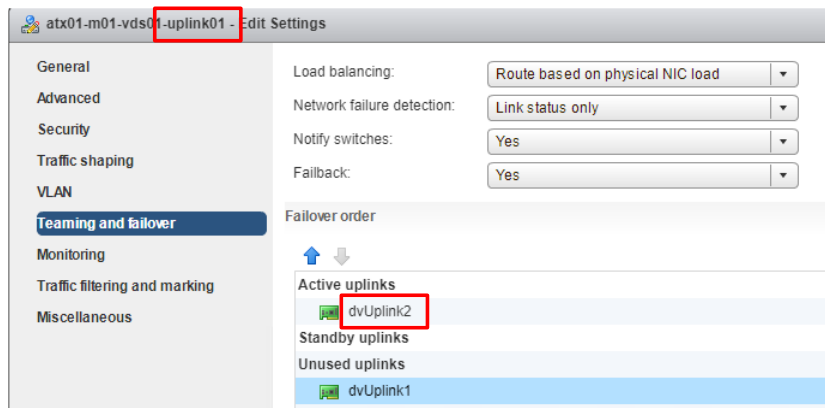 atx01-m01-vds01-uplink01 - Edit Settings
General
Advanced
Security
Traffic shaping
VLAN
Teaming and failover
Monitoring
Traffic filtering and marking
Miscellaneous
Load balancing: Route based on physical NIC load
Network failure detection: Link status only
Notify switches: Yes
Failback: Yes
Failover order
Active uplinks
dvUplink2
Standby uplinks
Unused uplinks
dvUplink1